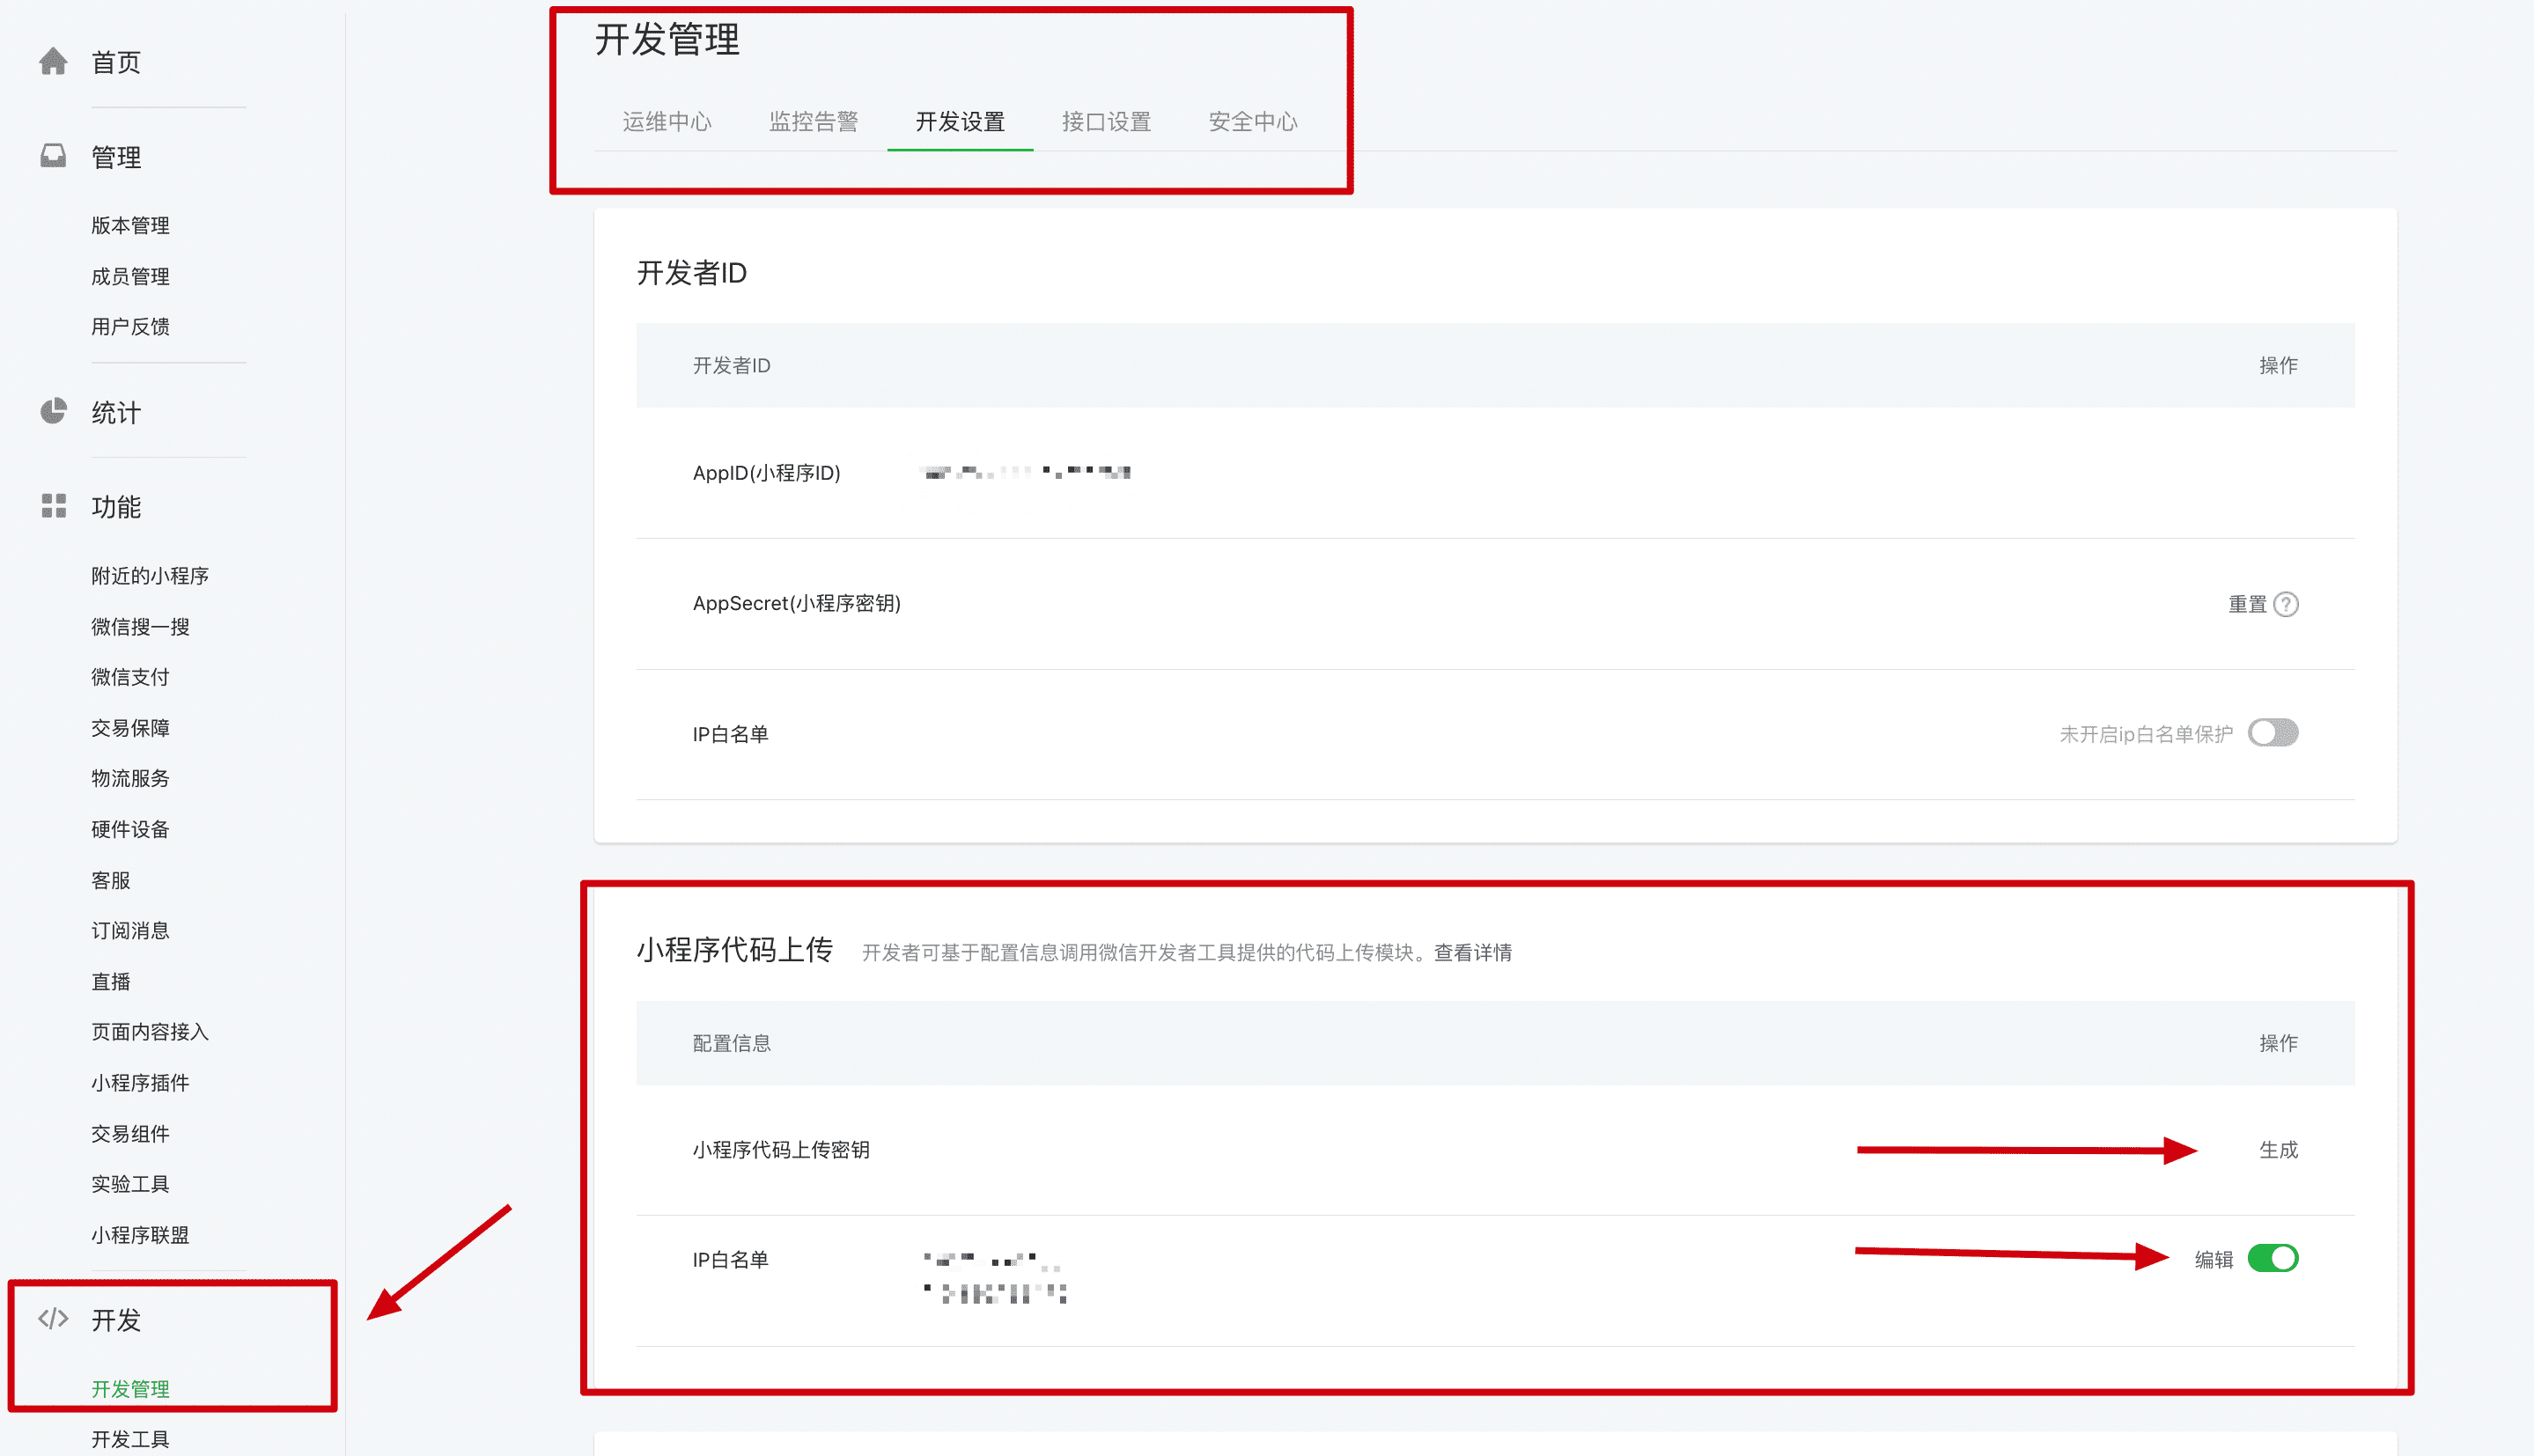 首页
管理
版本管理
成员管理
用户反馈
统计
功能
附近的小程序
微信搜一搜
微信支付
交易保障
物流服务
硬件设备
客服
订阅消息
直播
页面内容接入
小程序插件
交易组件
实验工具
小程序联盟
开发
开发管理
开发工具
开发管理
运维中心 监控告警 开发设置 接口设置 安全中心
开发者ID
开发者ID 操作
AppID(小程序ID)
AppSecret(小程序密钥) 重置 ?
IP白名单 未开启ip白名单保护
小程序代码上传 开发者可基于配置信息调用微信开发者工具提供的代码上传模块。查看详情
配置信息 操作
小程序代码上传密钥 生成
IP白名单 编辑